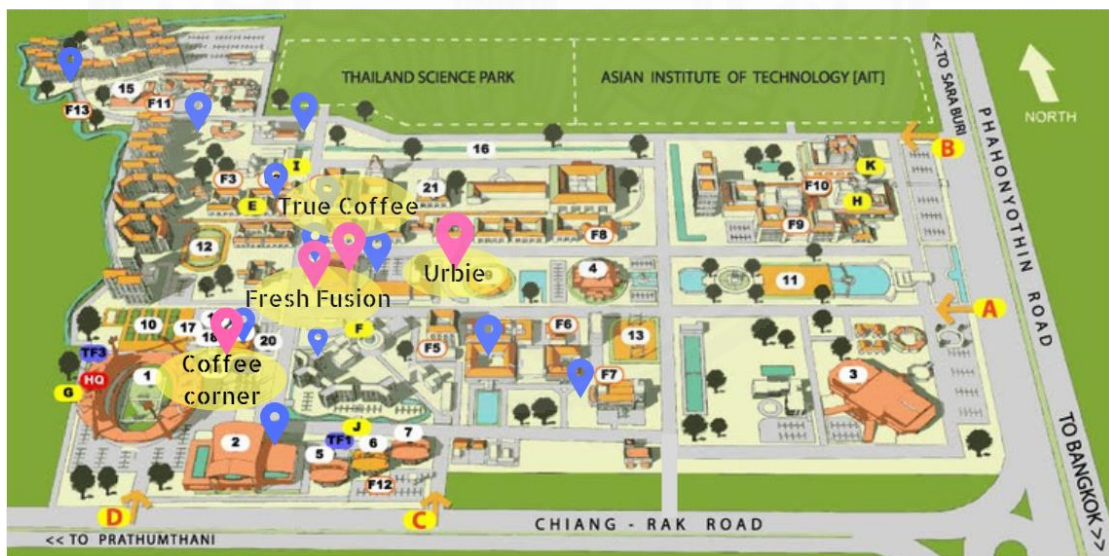 THAILAND SCIENCE PARK
ASIAN INSTITUTE OF TECHNOLOGY [AIT]
<< TO SARA BURI
PHAHONYOTHIN ROAD
TO BANGKOK >>
NORTH
15
F11
F13
16
B
K
F10
H
F9
I
F3
E
21
True Coffee
12
F8
4
11
Urbie
Fresh Fusion
A
10
17
18
20
F
F5
F6
13
F7
TF3
HQ
G
1
Coffee
corner
3
J
2
TF1
5
6
7
F12
D
C
CHIANG - RAK ROAD
<< TO PRATHUMTHANI